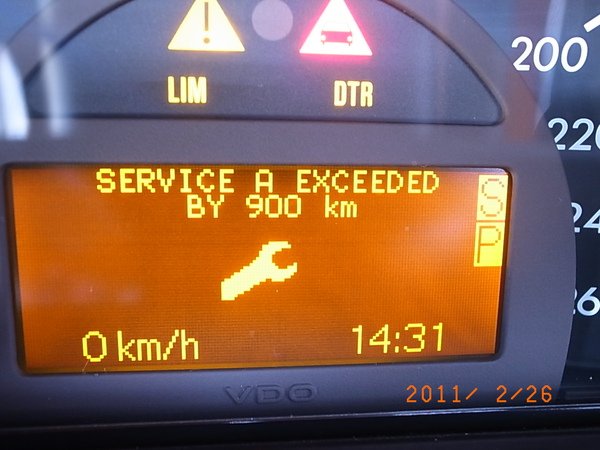 LIM DTR
200
220
SERVICE A EXCEEDED
BY 900 km
S
P
0 km/h 14:31
VDO
2011/ 2/26